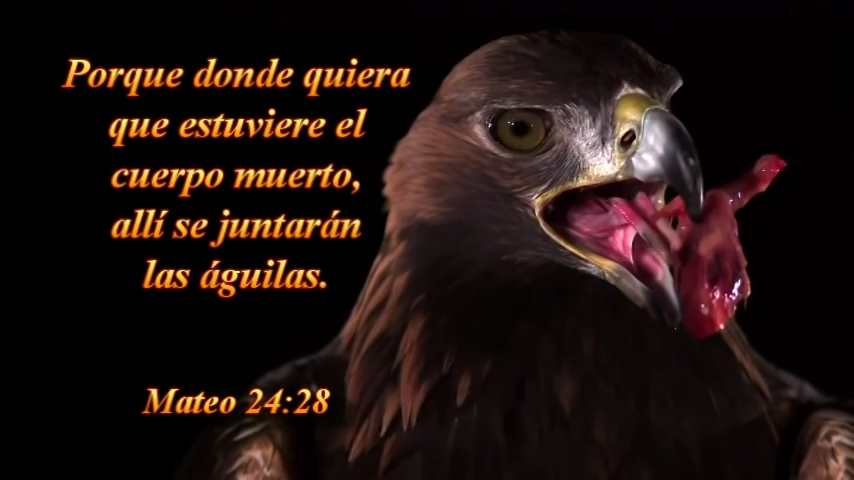 Porque donde quiera
que estuviere el
cuerpo muerto,
allí se juntarán
las águilas.
Mateo 24:28